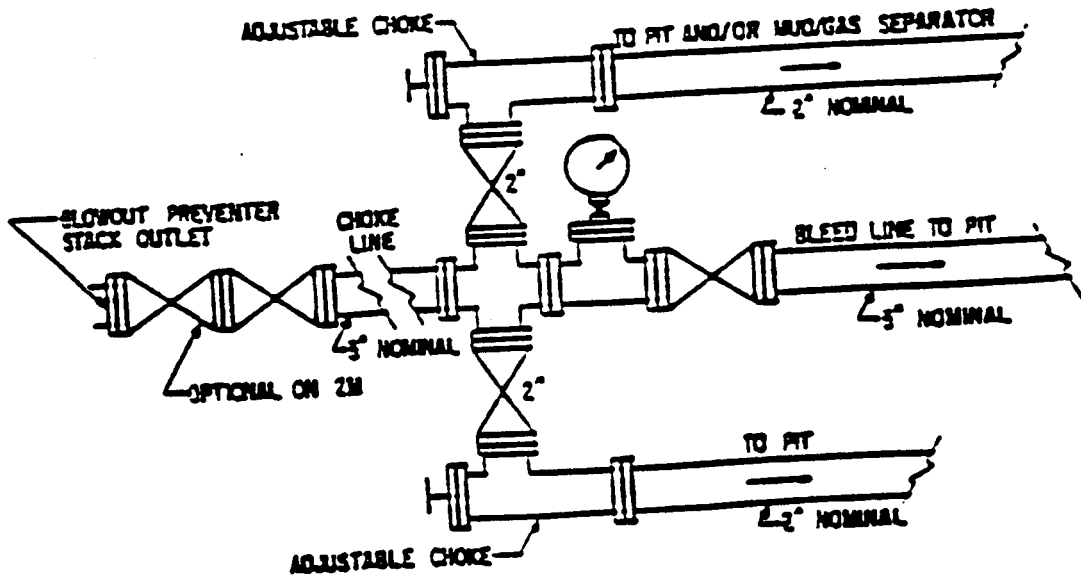 ADJUSTABLE CHOKE
TO PIT AND/OR MUD/GAS SEPARATOR
2" NOMINAL
2"
BLOWOUT PREVENTER
STACK OUTLET
CHOKE
LINE
BLEED LINE TO PIT
3" NOMINAL
3" NOMINAL
OPTIONAL ON 2M
2"
TO PIT
2" NOMINAL
ADJUSTABLE CHOKE